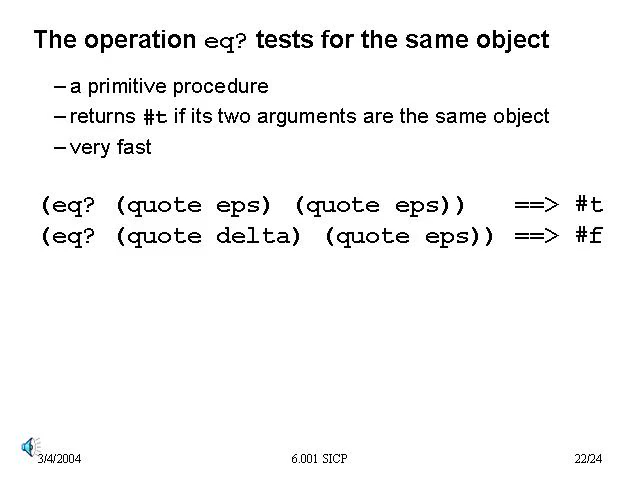 The operation eq? tests for the same object
– a primitive procedure
– returns #t if its two arguments are the same object
– very fast
(eq? (quote eps) (quote eps)) ==> #t
(eq? (quote delta) (quote eps)) ==> #f
3/4/2004 6.001 SICP 22/24